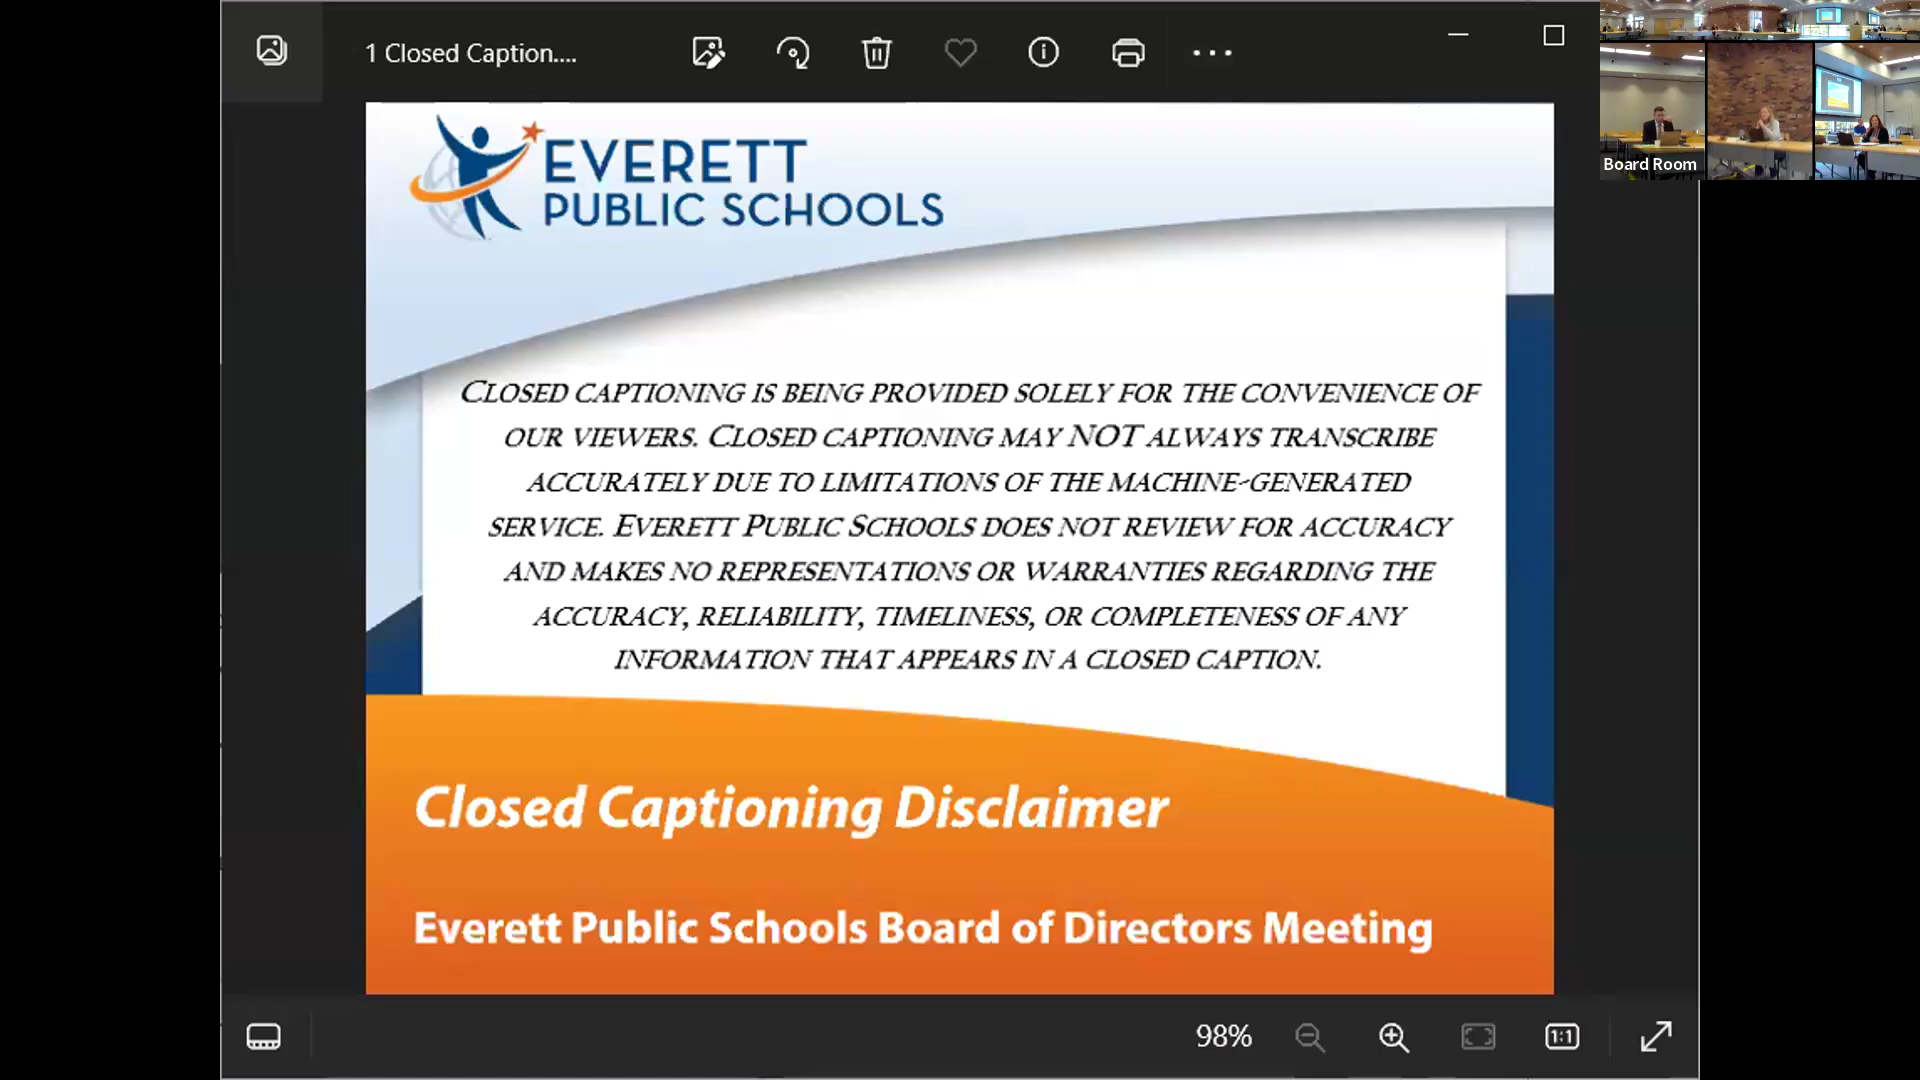 1 Closed Caption....
Board Room
EVERETT
PUBLIC SCHOOLS
CLOSED CAPTIONING IS BEING PROVIDED SOLELY FOR THE CONVENIENCE OF
OUR VIEWERS. CLOSED CAPTIONING MAY NOT ALWAYS TRANSCRIBE
ACCURATELY DUE TO LIMITATIONS OF THE MACHINE-GENERATED
SERVICE. EVERETT PUBLIC SCHOOLS DOES NOT REVIEW FOR ACCURACY
AND MAKES NO REPRESENTATIONS OR WARRANTIES REGARDING THE
ACCURACY, RELIABILITY, TIMELINESS, OR COMPLETENESS OF ANY
INFORMATION THAT APPEARS IN A CLOSED CAPTION.
Closed Captioning Disclaimer
Everett Public Schools Board of Directors Meeting
98%
1:1